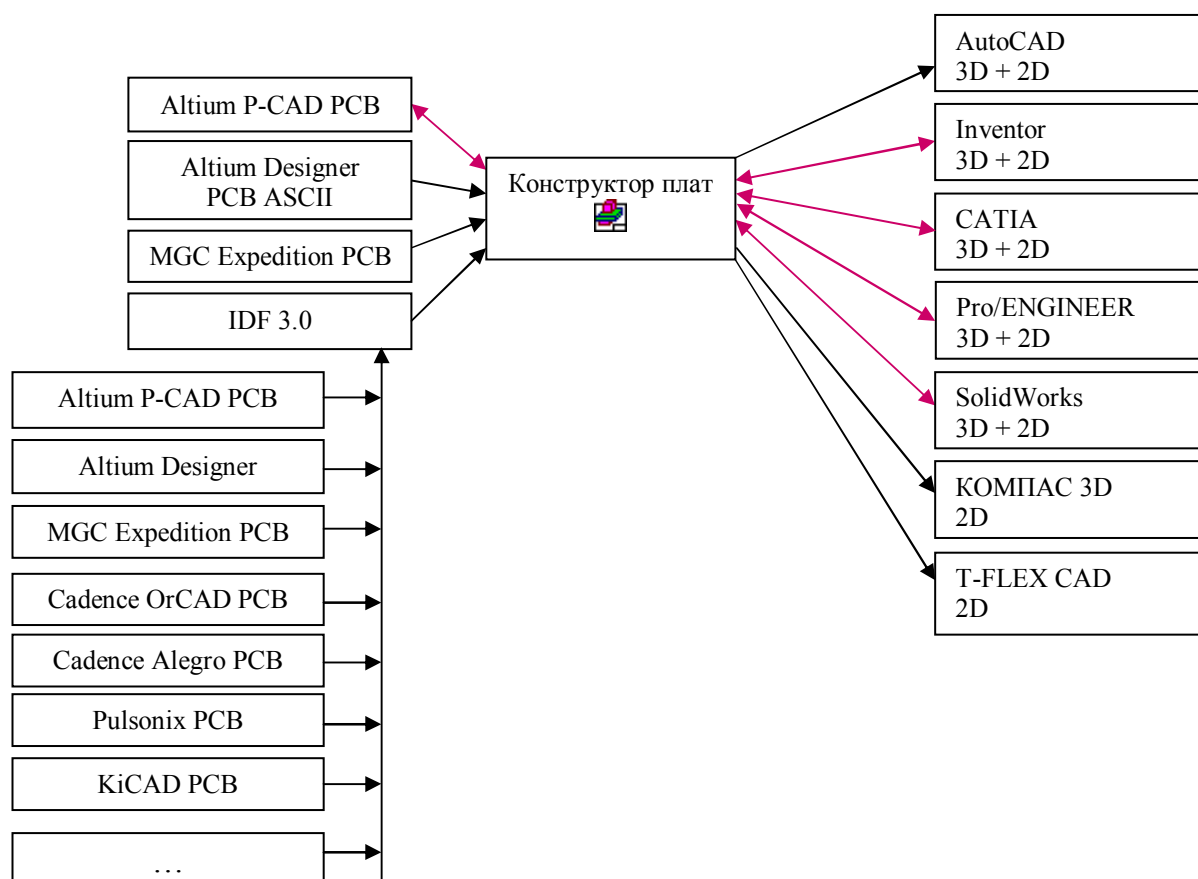 Altium P-CAD PCB
Altium Designer
PCB ASCII
MGC Expedition PCB
IDF 3.0
Altium P-CAD PCB
Altium Designer
MGC Expedition PCB
Cadence OrCAD PCB
Cadence Alegro PCB
Pulsonix PCB
KiCAD PCB
…
Конструктор плат
AutoCAD
3D + 2D
Inventor
3D + 2D
CATIA
3D + 2D
Pro/ENGINEER
3D + 2D
SolidWorks
3D + 2D
КОМПАС 3D
2D
T-FLEX CAD
2D